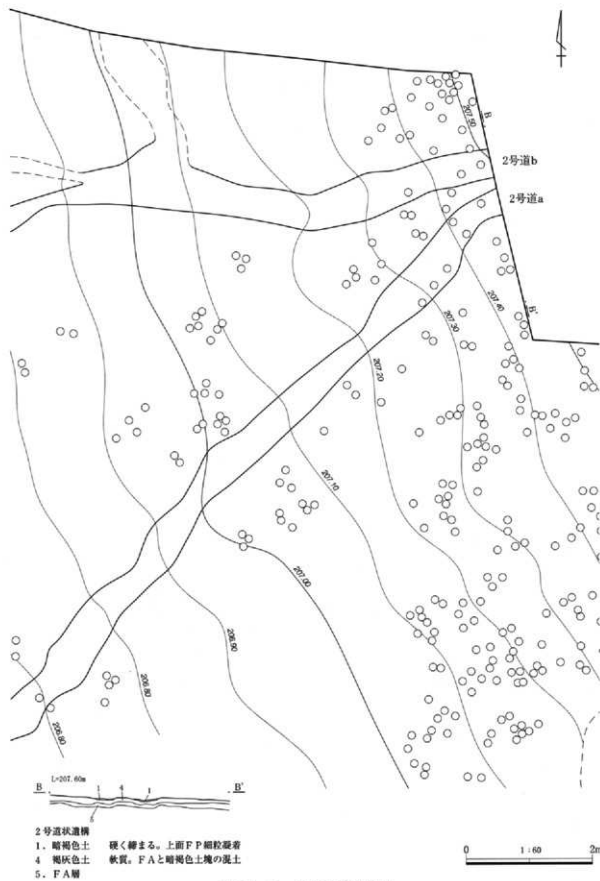 B
207.50
2号道b
2号道a
B'
207.40
207.30
207.20
207.10
207.00
206.90
206.80
206.80
L=207.60m
B
B'
1
4
1
5
2号道状遺構
1. 暗褐色土 硬く締まる。上面FP細粒凝着
4 褐灰色土 軟質。FAと暗褐色土塊の混土
5. FA層
0 1:60 2m